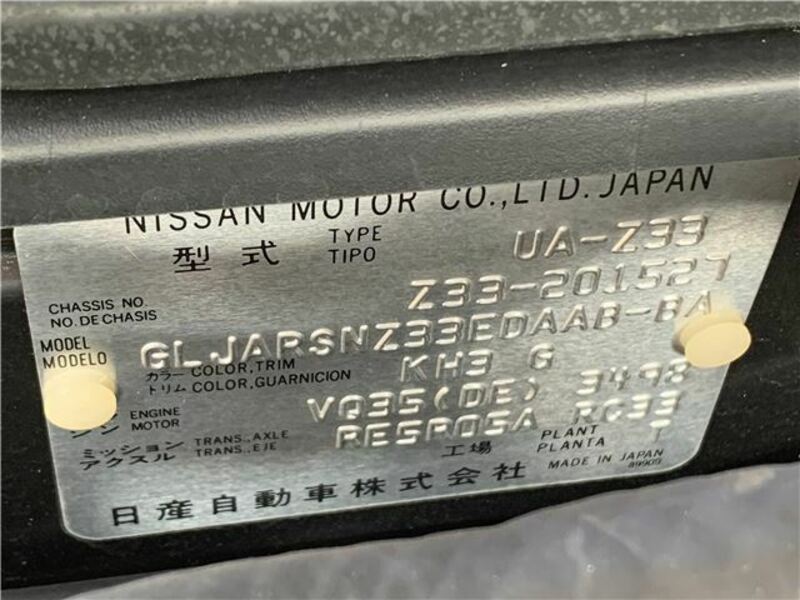 NISSAN MOTOR CO.,LTD. JAPAN
型式 TYPE TIPO UA-Z33
CHASSIS NO. NO. DE CHASIS Z33-201527
MODEL MODELO GLJARSNZ33EDAAB-BA
カラー COLOR,TRIM トリム COLOR,GUARNICION KH3 G
ENGINE MOTOR VQ35(DE) 3498
ミッション アクスル TRANS.,AXLE TRANS.,EJE RE5R05A RC33
工場 PLANT PLANTA T
日産自動車株式会社 MADE IN JAPAN